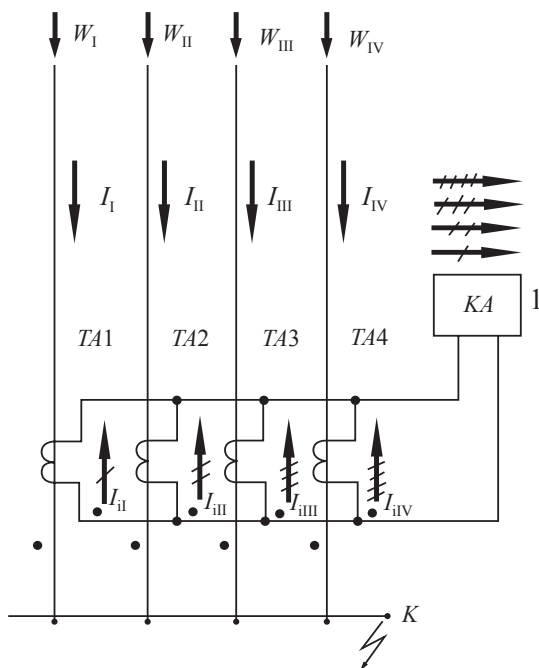 W_I W_II W_III W_IV
I_I I_II I_III I_IV
KA 1
TA1 TA2 TA3 TA4
I_iI I_iII I_iIII I_iIV
K